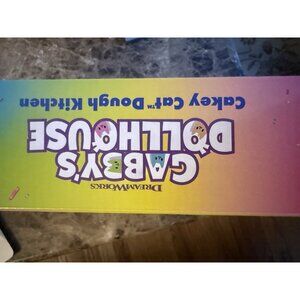 DREAMWORKS
GABBY'S
DOLLHOUSE
Cakey Cat™ Dough Kitchen